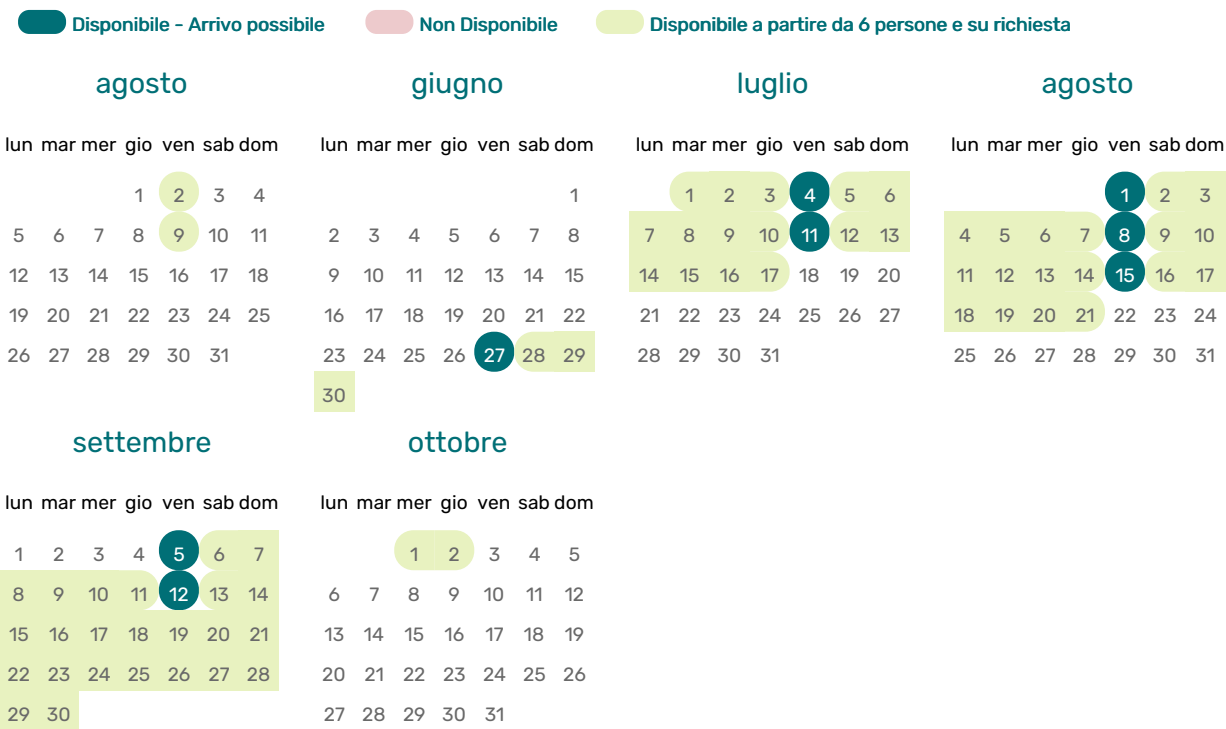 Disponibile - Arrivo possibile Non Disponibile Disponibile a partire da 6 persone e su richiesta
agosto
lun mar mer gio ven sab dom
1 2 3 4
5 6 7 8 9 10 11
12 13 14 15 16 17 18
19 20 21 22 23 24 25
26 27 28 29 30 31
giugno
lun mar mer gio ven sab dom
1
2 3 4 5 6 7 8
9 10 11 12 13 14 15
16 17 18 19 20 21 22
23 24 25 26 27 28 29
30
luglio
lun mar mer gio ven sab dom
1 2 3 4 5 6
7 8 9 10 11 12 13
14 15 16 17 18 19 20
21 22 23 24 25 26 27
28 29 30 31
agosto
lun mar mer gio ven sab dom
1 2 3
4 5 6 7 8 9 10
11 12 13 14 15 16 17
18 19 20 21 22 23 24
25 26 27 28 29 30 31
settembre
lun mar mer gio ven sab dom
1 2 3 4 5 6 7
8 9 10 11 12 13 14
15 16 17 18 19 20 21
22 23 24 25 26 27 28
29 30
ottobre
lun mar mer gio ven sab dom
1 2 3 4 5
6 7 8 9 10 11 12
13 14 15 16 17 18 19
20 21 22 23 24 25 26
27 28 29 30 31